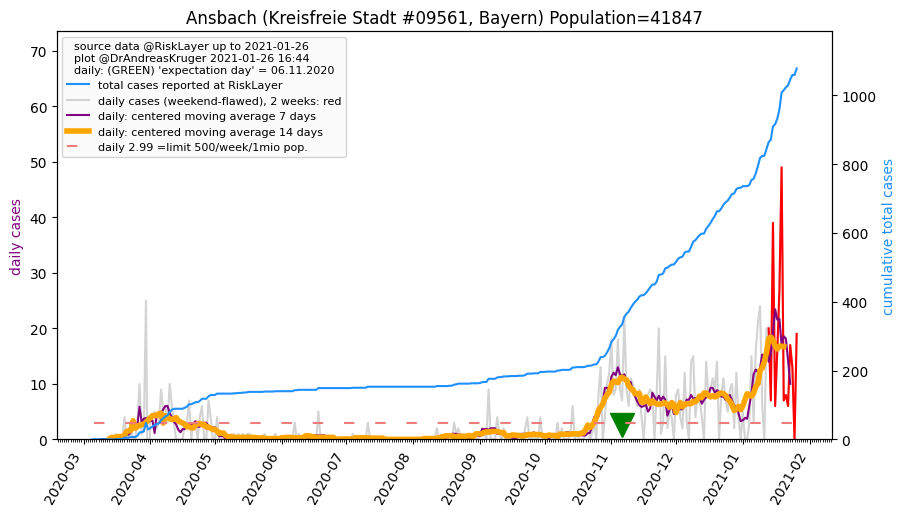 Ansbach (Kreisfreie Stadt #09561, Bayern) Population=41847
source data @RiskLayer up to 2021-01-26
plot @DrAndreasKruger 2021-01-26 16:44
daily: (GREEN) 'expectation day' = 06.11.2020
total cases reported at RiskLayer
daily cases (weekend-flawed), 2 weeks: red
daily: centered moving average 7 days
daily: centered moving average 14 days
daily 2.99 =limit 500/week/1mio pop.
daily cases
70
60
50
40
30
20
10
0
cumulative total cases
1000
800
600
400
200
0
2020-03
2020-04
2020-05
2020-06
2020-07
2020-08
2020-09
2020-10
2020-11
2020-12
2021-01
2021-02